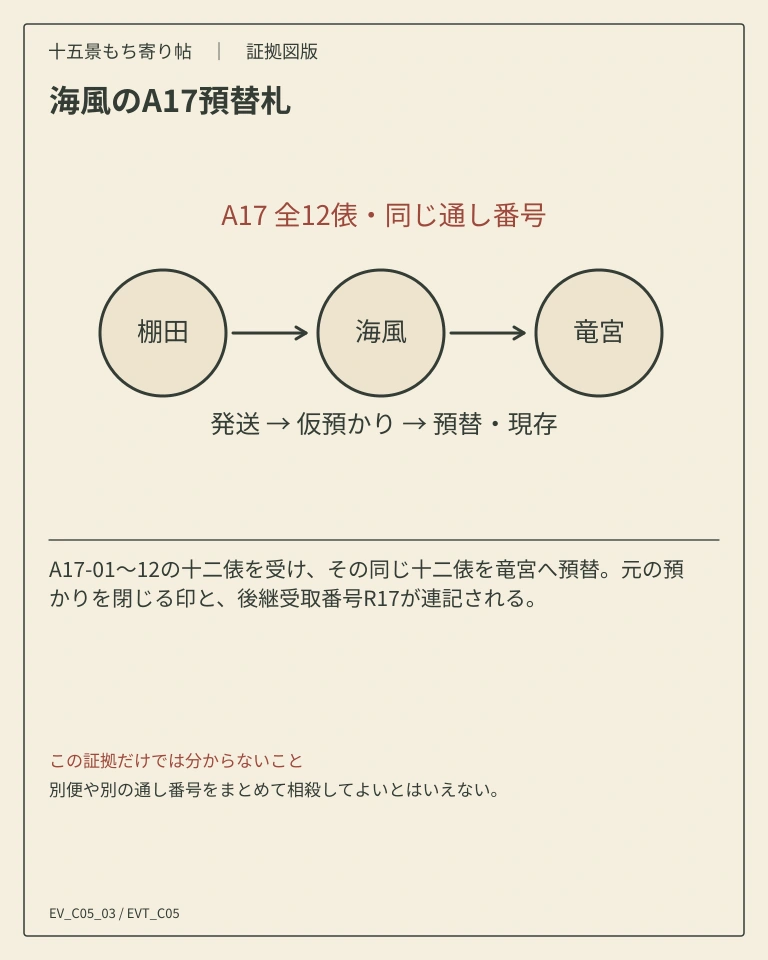 十五景もち寄り帖 ｜ 証拠図版
海風のA17預替札
A17 全12俵・同じ通し番号
棚田 海風 竜宮
発送 → 仮預かり → 預替・現存
A17-01〜12の十二俵を受け、その同じ十二俵を竜宮へ預替。元の預
かりを閉じる印と、後継受取番号R17が連記される。
この証拠だけでは分からないこと
別便や別の通し番号をまとめて相殺してよいとはいえない。
EV_C05_03 / EVT_C05